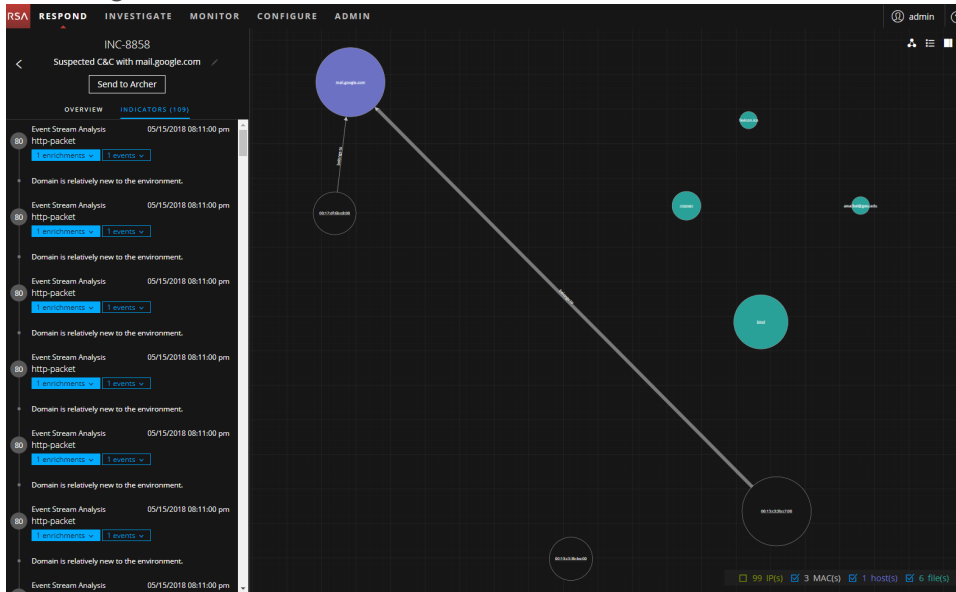 RSA RESPOND INVESTIGATE MONITOR CONFIGURE ADMIN admin
INC-8858
Suspected C&C with mail.google.com
Send to Archer
OVERVIEW INDICATORS (109)
Event Stream Analysis 05/15/2018 08:11:00 pm
80 http-packet
1 enrichments 1 events
Domain is relatively new to the environment.
Event Stream Analysis 05/15/2018 08:11:00 pm
80 http-packet
1 enrichments 1 events
Domain is relatively new to the environment.
Event Stream Analysis 05/15/2018 08:11:00 pm
80 http-packet
1 enrichments 1 events
Domain is relatively new to the environment.
Event Stream Analysis 05/15/2018 08:11:00 pm
80 http-packet
1 enrichments 1 events
Domain is relatively new to the environment.
Event Stream Analysis 05/15/2018 08:11:00 pm
80 http-packet
1 enrichments 1 events
Domain is relatively new to the environment.
Event Stream Analysis 05/15/2018 08:11:00 pm
80 http-packet
1 enrichments 1 events
Domain is relatively new to the environment.
Event Stream Analysis 05/15/2018 08:11:00 pm
mail.google.com
belongs to
belongs to
99 IP(s) 3 MAC(s) 1 host(s) 6 file(s)